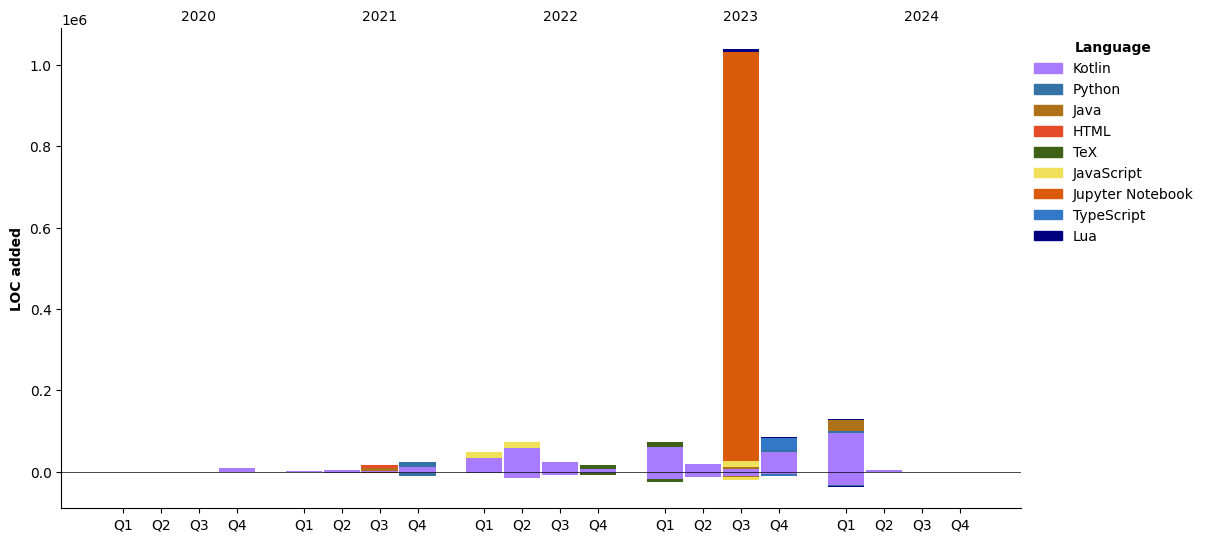 2020 2021 2022 2023 2024
1e6
1.0
0.8
0.6
0.4
0.2
0.0
LOC added
Q1 Q2 Q3 Q4 Q1 Q2 Q3 Q4 Q1 Q2 Q3 Q4 Q1 Q2 Q3 Q4 Q1 Q2 Q3 Q4
Language
Kotlin
Python
Java
HTML
TeX
JavaScript
Jupyter Notebook
TypeScript
Lua